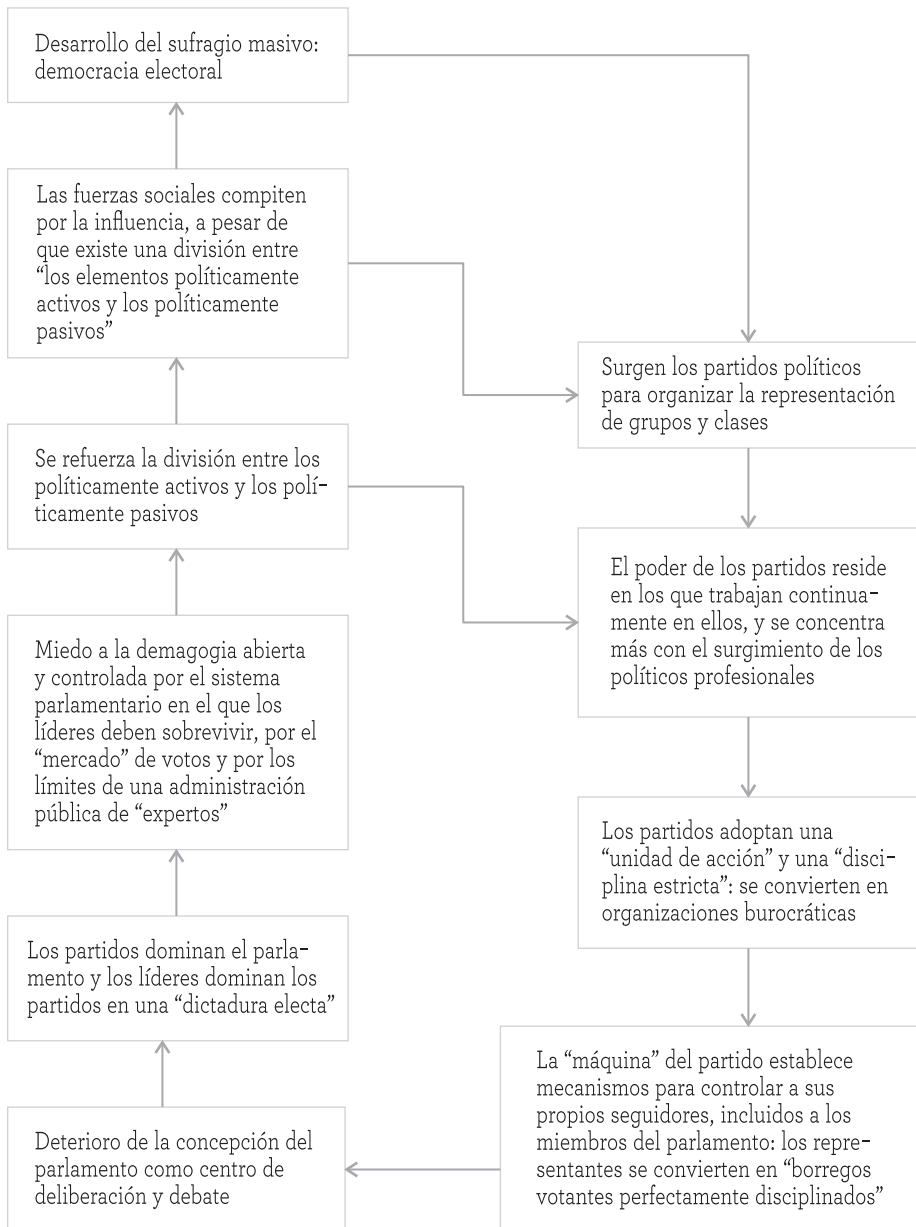 Desarrollo del sufragio masivo:
democracia electoral
Las fuerzas sociales compiten
por la influencia, a pesar de
que existe una división entre
“los elementos políticamente
activos y los políticamente
pasivos”
Surgen los partidos políticos
para organizar la representación
de grupos y clases
Se refuerza la división entre los
políticamente activos y los polí-
ticamente pasivos
El poder de los partidos reside
en los que trabajan continua-
mente en ellos, y se concentra
más con el surgimiento de los
políticos profesionales
Miedo a la demagogia abierta
y controlada por el sistema
parlamentario en el que los
líderes deben sobrevivir, por el
“mercado” de votos y por los
límites de una administración
pública de “expertos”
Los partidos adoptan una
“unidad de acción” y una “disci-
plina estricta”: se convierten en
organizaciones burocráticas
Los partidos dominan el parla-
mento y los líderes dominan los
partidos en una “dictadura electa”
La “máquina” del partido establece
mecanismos para controlar a sus
propios seguidores, incluidos a los
miembros del parlamento: los repre-
sentantes se convierten en “borregos
votantes perfectamente disciplinados”
Deterioro de la concepción del
parlamento como centro de
deliberación y debate